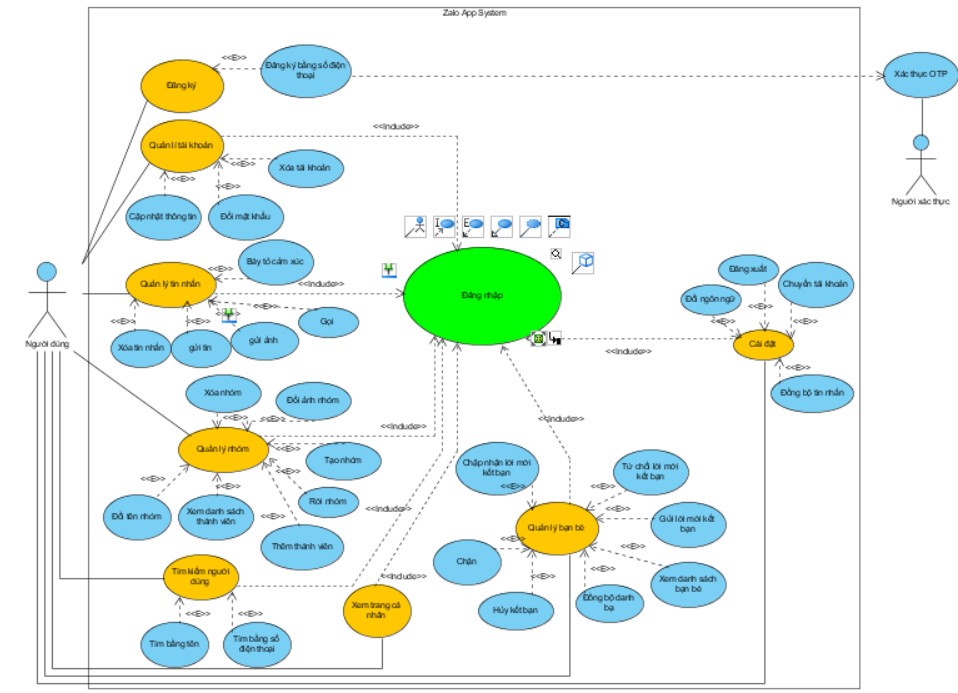 Zalo App System
<<E>>
Đăng ký bằng số điện
thoại
Đăng ký
Xác thực OTP
<<Include>>
Quản lí tài khoản
<<E>>
Xóa tài khoản
<<E>>
<<E>>
Cập nhật thông tin
Đổi mật khẩu
Người xác thực
Bày tỏ cảm xúc
<<E>>
Quản lý tin nhắn
<<Include>>
Đăng nhập
Đăng xuất
Chuyển tài khoản
Đổi ngôn ngữ
<<E>>
<<E>>
<<E>>
<<E>>
<<E>>
<<E>>
Gọi
Người dùng
Xóa tin nhắn
gửi tin
gửi ảnh
Cài đặt
<<Include>>
<<E>>
Đồng bộ tin nhắn
Xóa nhóm
Đổi ảnh nhóm
<<E>>
<<E>>
<<Include>>
<<Include>>
Quản lý nhóm
<<E>>
Tạo nhóm
<<E>>
Chấp nhận lời mời
kết bạn
Từ chối lời mời
kết bạn
<<E>>
<<E>>
<<E>>
<<E>>
Rời nhóm
<<E>>
Đổi tên nhóm
Xem danh sách
thành viên
<<E>>
<<Include>>
Gửi lời mời kết
bạn
<<E>>
Quản lý bạn bè
<<E>>
Thêm thành viên
<<E>>
Chặn
Tìm kiếm người
dùng
<<Include>>
<<E>>
<<E>>
Xem danh sách
bạn bè
Xem trang cá
nhân
Hủy kết bạn
Đồng bộ danh
bạ
<<E>>
<<E>>
Tìm bằng tên
Tìm bằng số
điện thoại